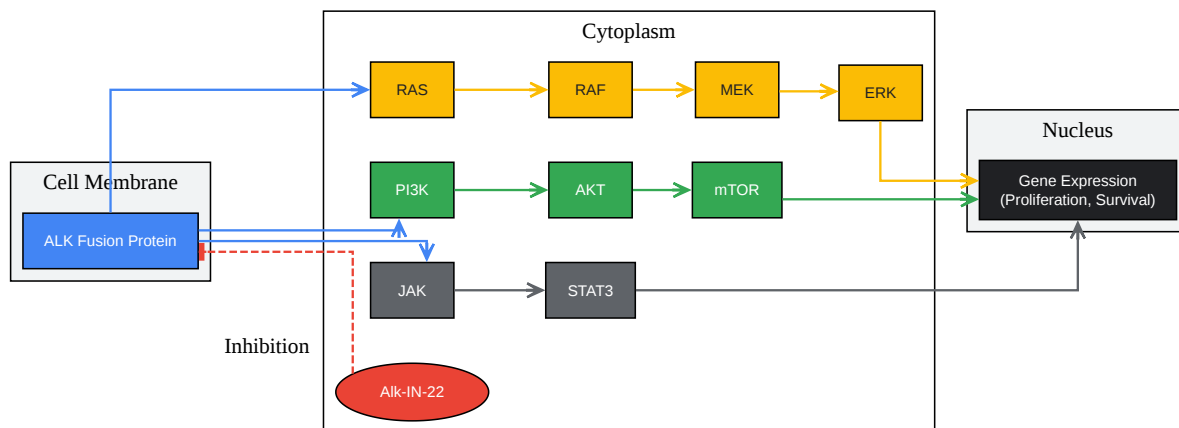 Cytoplasm
RAS
RAF
MEK
ERK
Nucleus
Cell Membrane
PI3K
AKT
mTOR
Gene Expression
(Proliferation, Survival)
ALK Fusion Protein
JAK
STAT3
Inhibition
Alk-IN-22